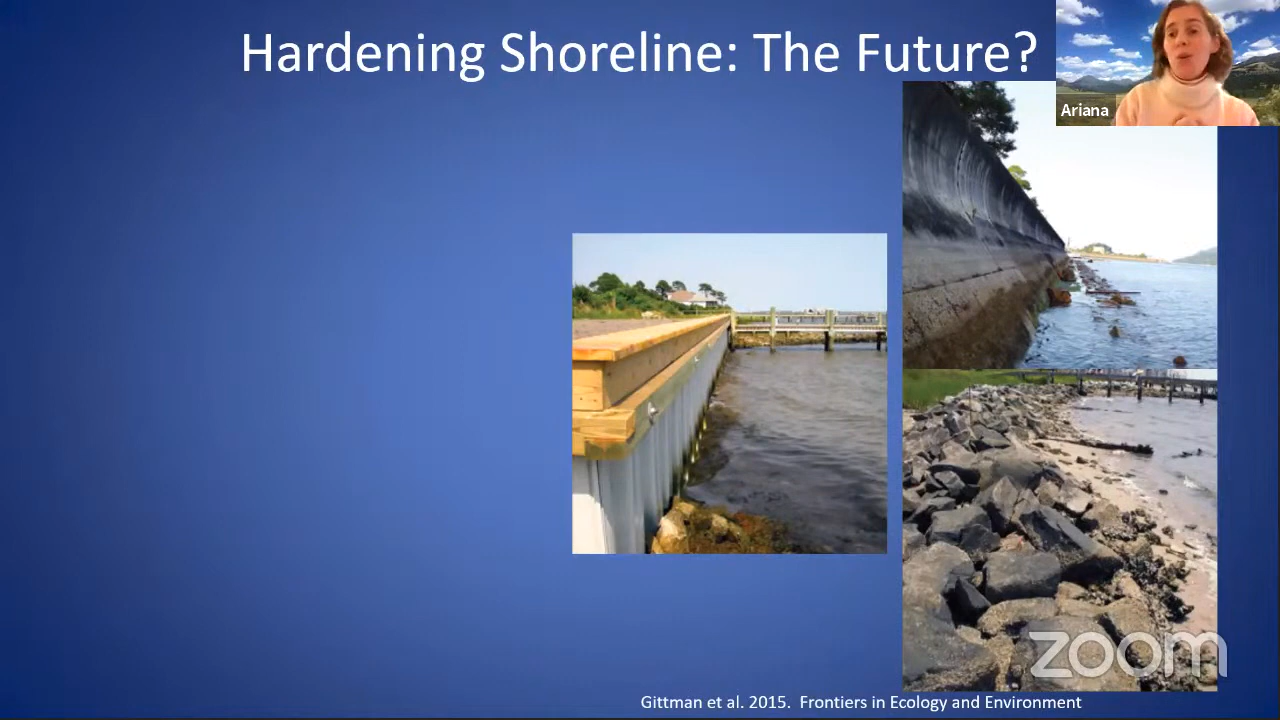 Hardening Shoreline: The Future?
Ariana
zoom
Gittman et al. 2015. Frontiers in Ecology and Environment